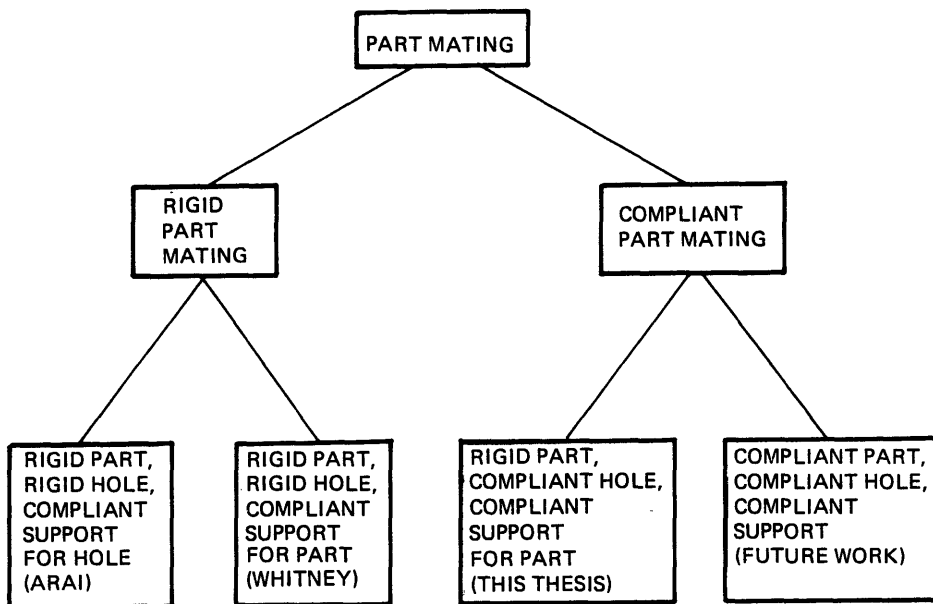 PART MATING
RIGID
PART
MATING
COMPLIANT
PART MATING
RIGID PART,
RIGID HOLE,
COMPLIANT
SUPPORT
FOR HOLE
(ARAI)
RIGID PART,
RIGID HOLE,
COMPLIANT
SUPPORT
FOR PART
(WHITNEY)
RIGID PART,
COMPLIANT HOLE,
COMPLIANT
SUPPORT
FOR PART
(THIS THESIS)
COMPLIANT PART,
COMPLIANT HOLE,
COMPLIANT
SUPPORT
(FUTURE WORK)